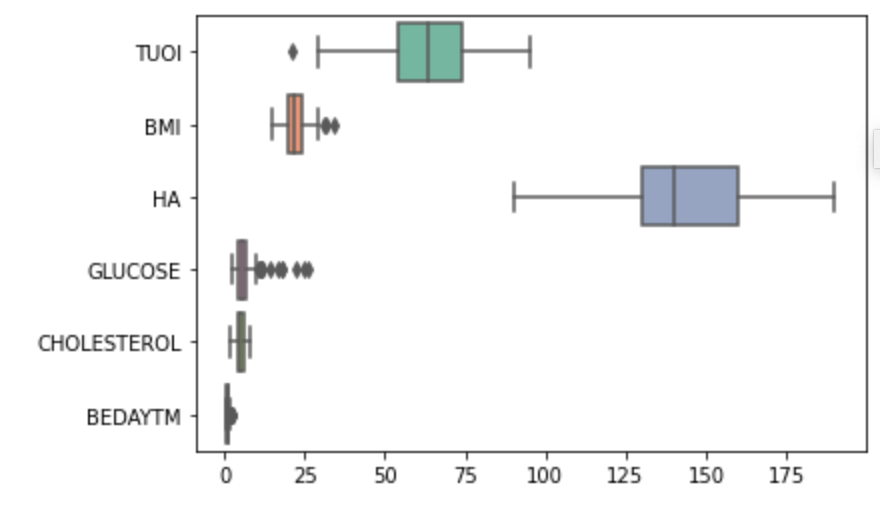 TUOI
BMI
HA
GLUCOSE
CHOLESTEROL
BEDAYTM
0 25 50 75 100 125 150 175